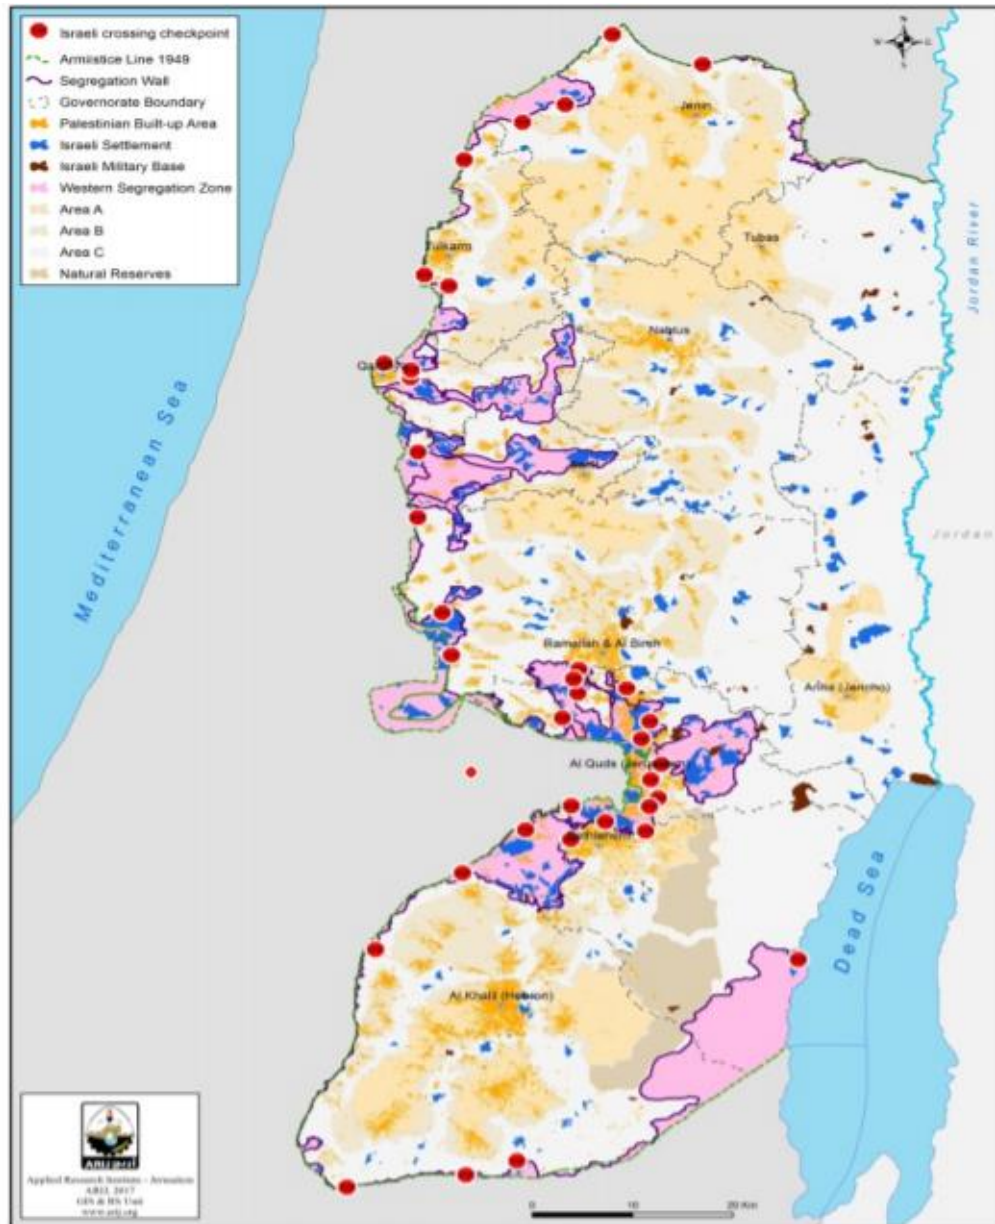 Israeli crossing checkpoint
Armiistice Line 1949
Segregation Wall
Governorate Boundary
Palestinian Built-up Area
Israeli Settlement
Israeli Military Base
Western Segregation Zone
Area A
Area B
Area C
Natural Reserves
N
W
E
S
Jenin
Tubas
Tulkarm
Nablus
Jordan River
Mediterranean Sea
Jordan
Ramallah & Al Bireh
Ariha (Jericho)
Al Quds (Jerusalem)
Bethlehem
Dead Sea
Al Khalil (Hebron)
ARIJ
Applied Research Institute - Jerusalem
ARIJ, 2017
GIS & RS Unit
www.arij.org
0 10 20 Km